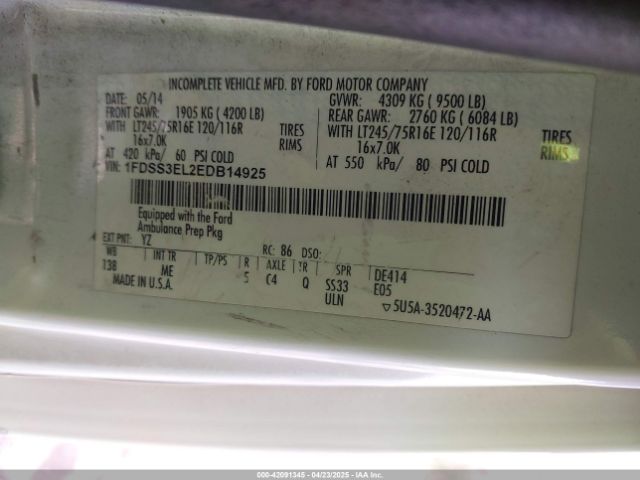 INCOMPLETE VEHICLE MFD. BY FORD MOTOR COMPANY
DATE: 05/14 GVWR: 4309 KG ( 9500 LB)
FRONT GAWR: 1905 KG ( 4200 LB) REAR GAWR: 2760 KG ( 6084 LB)
WITH LT245/75R16E 120/116R TIRES WITH LT245/75R16E 120/116R TIRES
16x7.0K RIMS 16x7.0K RIMS
AT 420 kPa/ 60 PSI COLD AT 550 kPa/ 80 PSI COLD
VIN: 1FDSS3EL2EDB14925
Equipped with the Ford
Ambulance Prep Pkg
EXT PNT: YZ RC: 86 DSO:
WB INT TR TP/PS R AXLE TR SPR DE414
138 ME 5 C4 Q SS33 E05
MADE IN U.S.A. ULN ▽5U5A-3520472-AA
000-42091345 - 04/23/2025 - IAA, Inc.